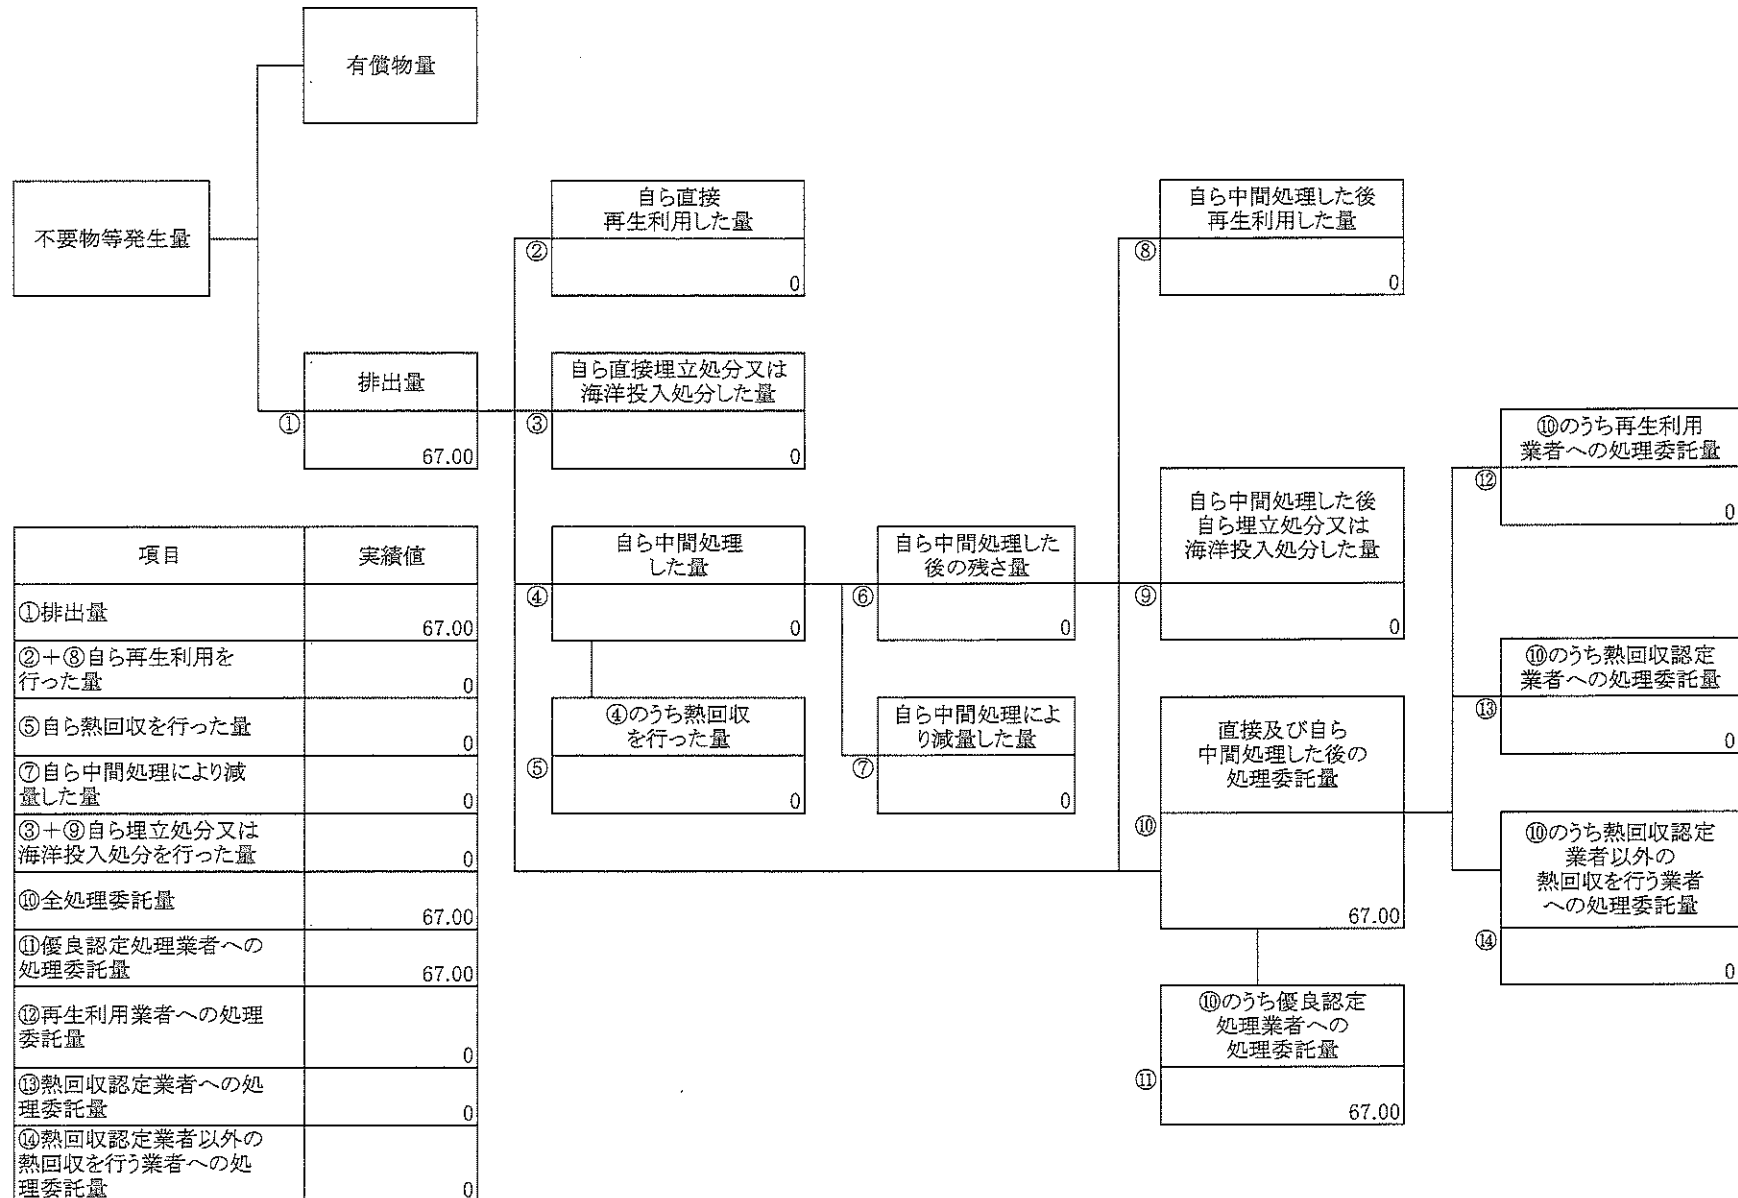 有償物量
不要物等発生量
自ら直接
再生利用した量
②
0
自ら中間処理した後
再生利用した量
⑧
0
排出量
①
67.00
自ら直接埋立処分又は
海洋投入処分した量
③
0
⑩のうち再生利用
業者への処理委託量
⑫
0
自ら中間処理
した量
④
0
自ら中間処理した
後の残さ量
⑥
0
自ら中間処理した後
自ら埋立処分又は
海洋投入処分した量
⑨
0
⑩のうち熱回収認定
業者への処理委託量
⑬
0
④のうち熱回収
を行った量
⑤
0
自ら中間処理によ
り減量した量
⑦
0
直接及び自ら
中間処理した後の
処理委託量
⑩
67.00
⑩のうち熱回収認定
業者以外の
熱回収を行う業者
への処理委託量
⑭
0
⑩のうち優良認定
処理業者への
処理委託量
⑪
67.00
項目 実績値
①排出量 67.00
②+⑧自ら再生利用を
行った量 0
⑤自ら熱回収を行った量 0
⑦自ら中間処理により減
量した量 0
③+⑨自ら埋立処分又は
海洋投入処分を行った量 0
⑩全処理委託量 67.00
⑪優良認定処理業者への
処理委託量 67.00
⑫再生利用業者への処理
委託量 0
⑬熱回収認定業者への処
理委託量 0
⑭熱回収認定業者以外の
熱回収を行う業者への処
理委託量 0